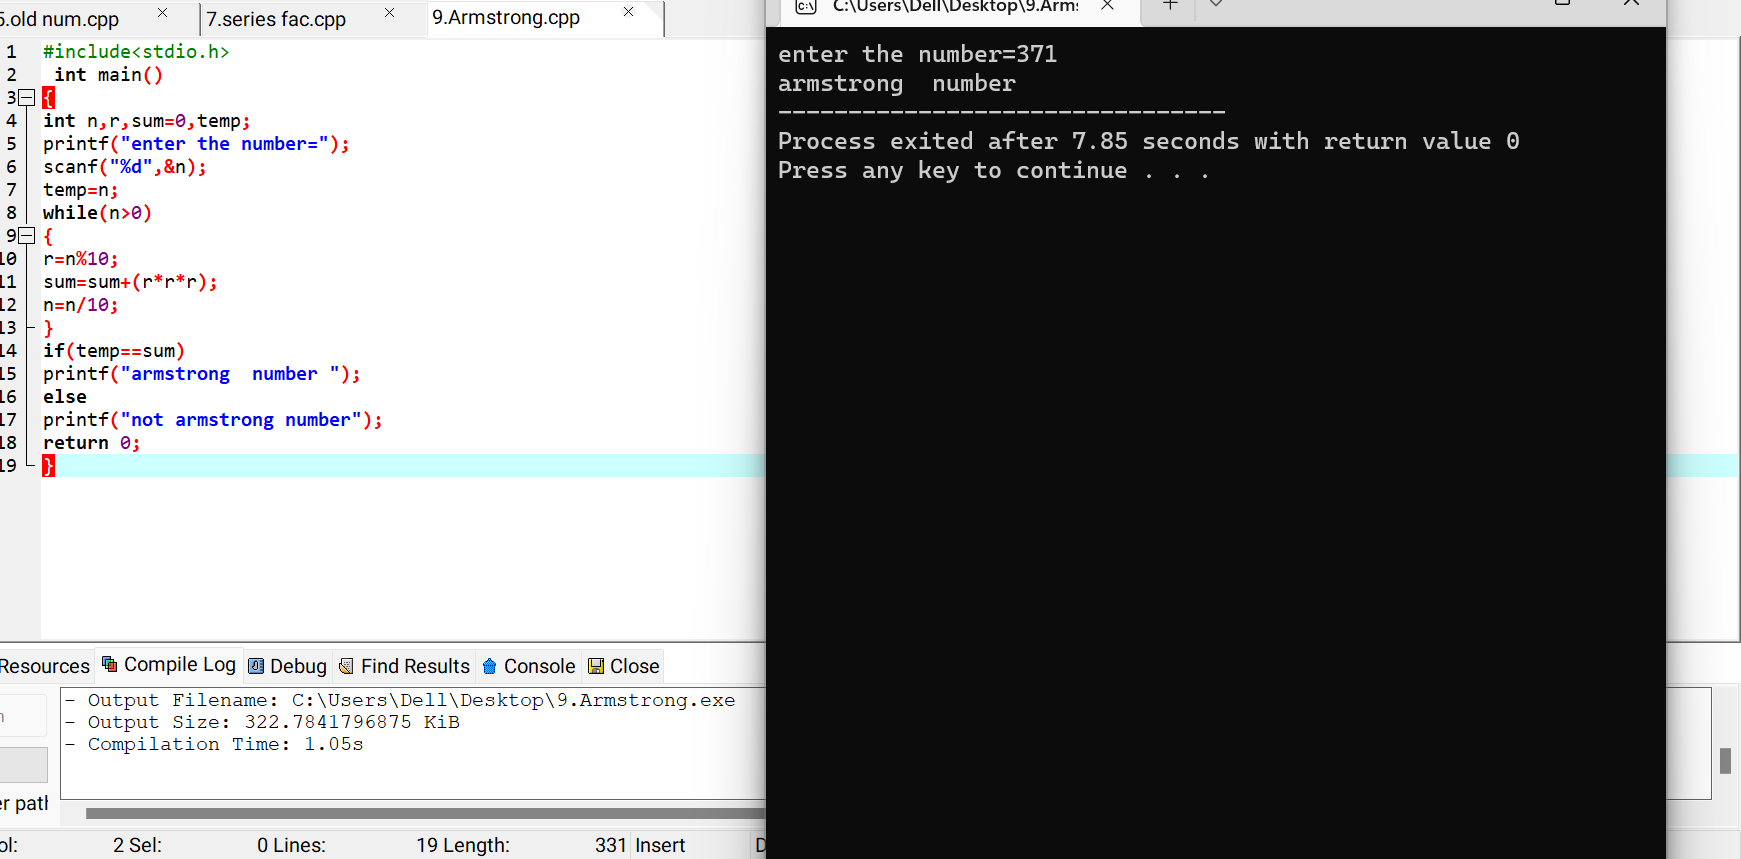 5.old num.cpp
7.series fac.cpp
9.Armstrong.cpp
C:\Users\Dell\Desktop\9.Arm
1 #include<stdio.h>
2 int main()
3 {
4 int n,r,sum=0,temp;
5 printf("enter the number=");
6 scanf("%d",&n);
7 temp=n;
8 while(n>0)
9 {
10 r=n%10;
11 sum=sum+(r*r*r);
12 n=n/10;
13 }
14 if(temp==sum)
15 printf("armstrong  number ");
16 else
17 printf("not armstrong number");
18 return 0;
19 }
enter the number=371
armstrong  number
--------------------------------
Process exited after 7.85 seconds with return value 0
Press any key to continue . . .
Resources Compile Log Debug Find Results Console Close
- Output Filename: C:\Users\Dell\Desktop\9.Armstrong.exe
- Output Size: 322.7841796875 KiB
- Compilation Time: 1.05s
er path
ol: 2 Sel: 0 Lines: 19 Length: 331 Insert